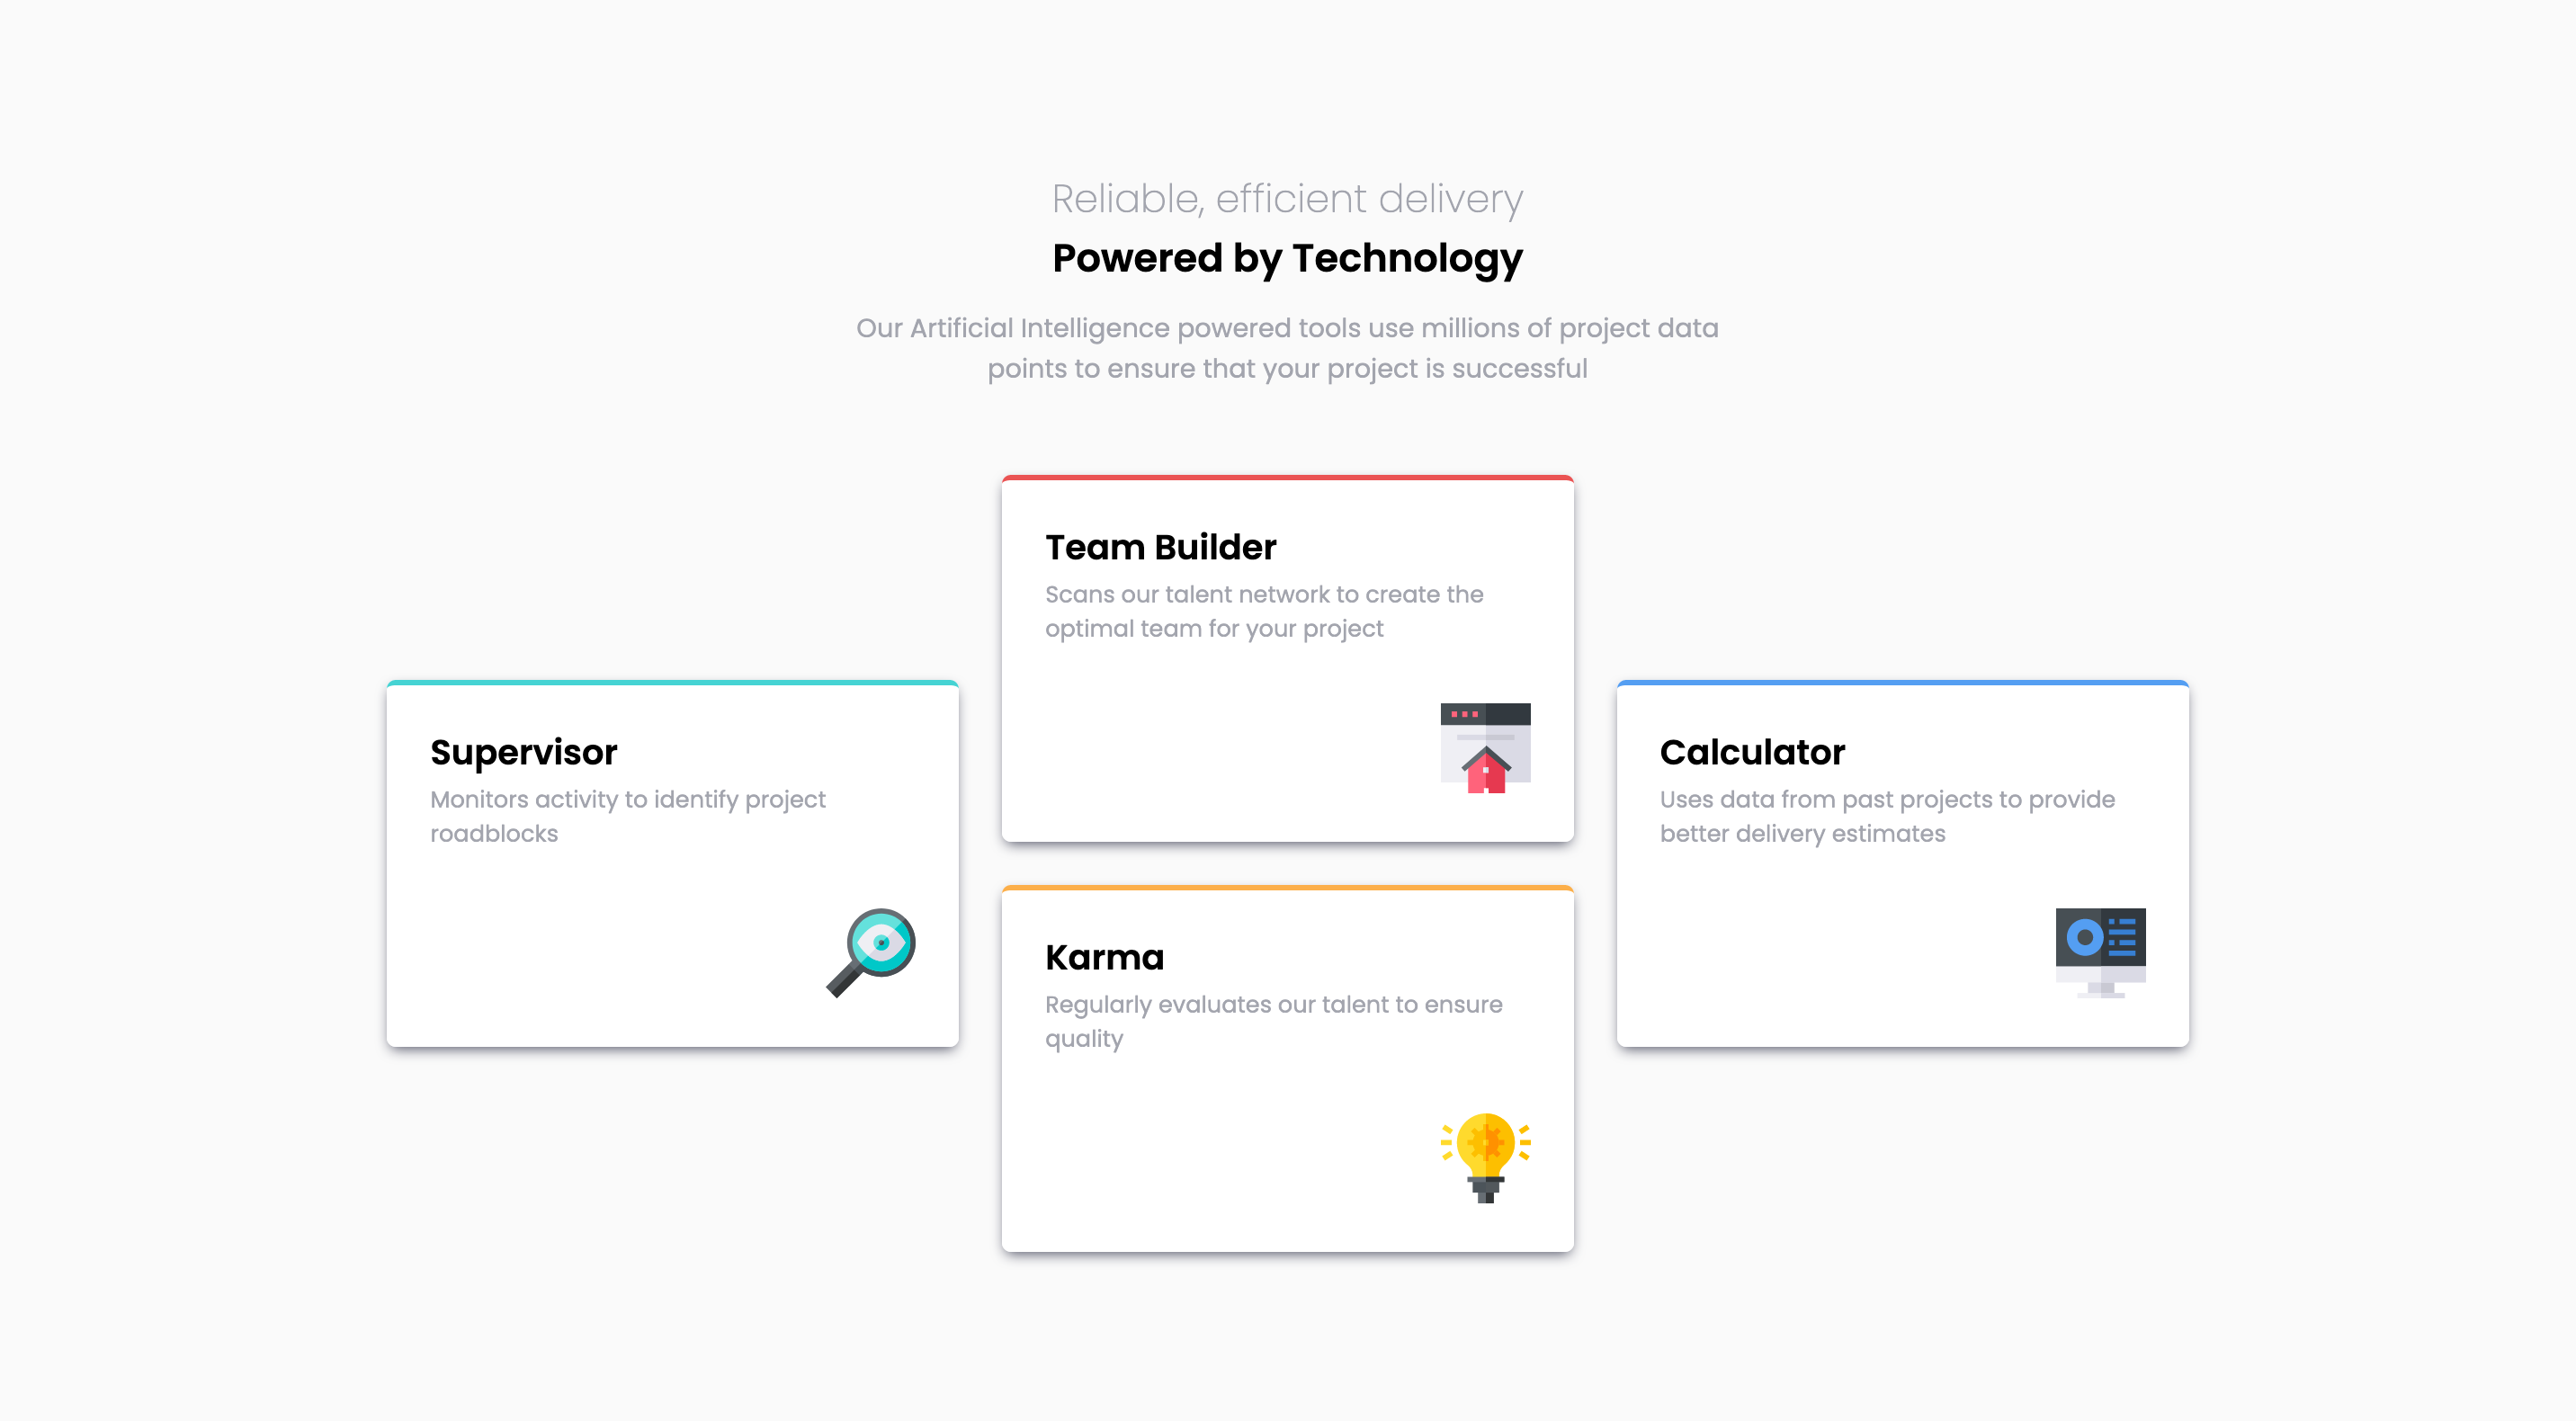 Reliable, efficient delivery
Powered by Technology
Our Artificial Intelligence powered tools use millions of project data
points to ensure that your project is successful
Team Builder
Scans our talent network to create the
optimal team for your project
Supervisor
Monitors activity to identify project
roadblocks
Calculator
Uses data from past projects to provide
better delivery estimates
Karma
Regularly evaluates our talent to ensure
quality